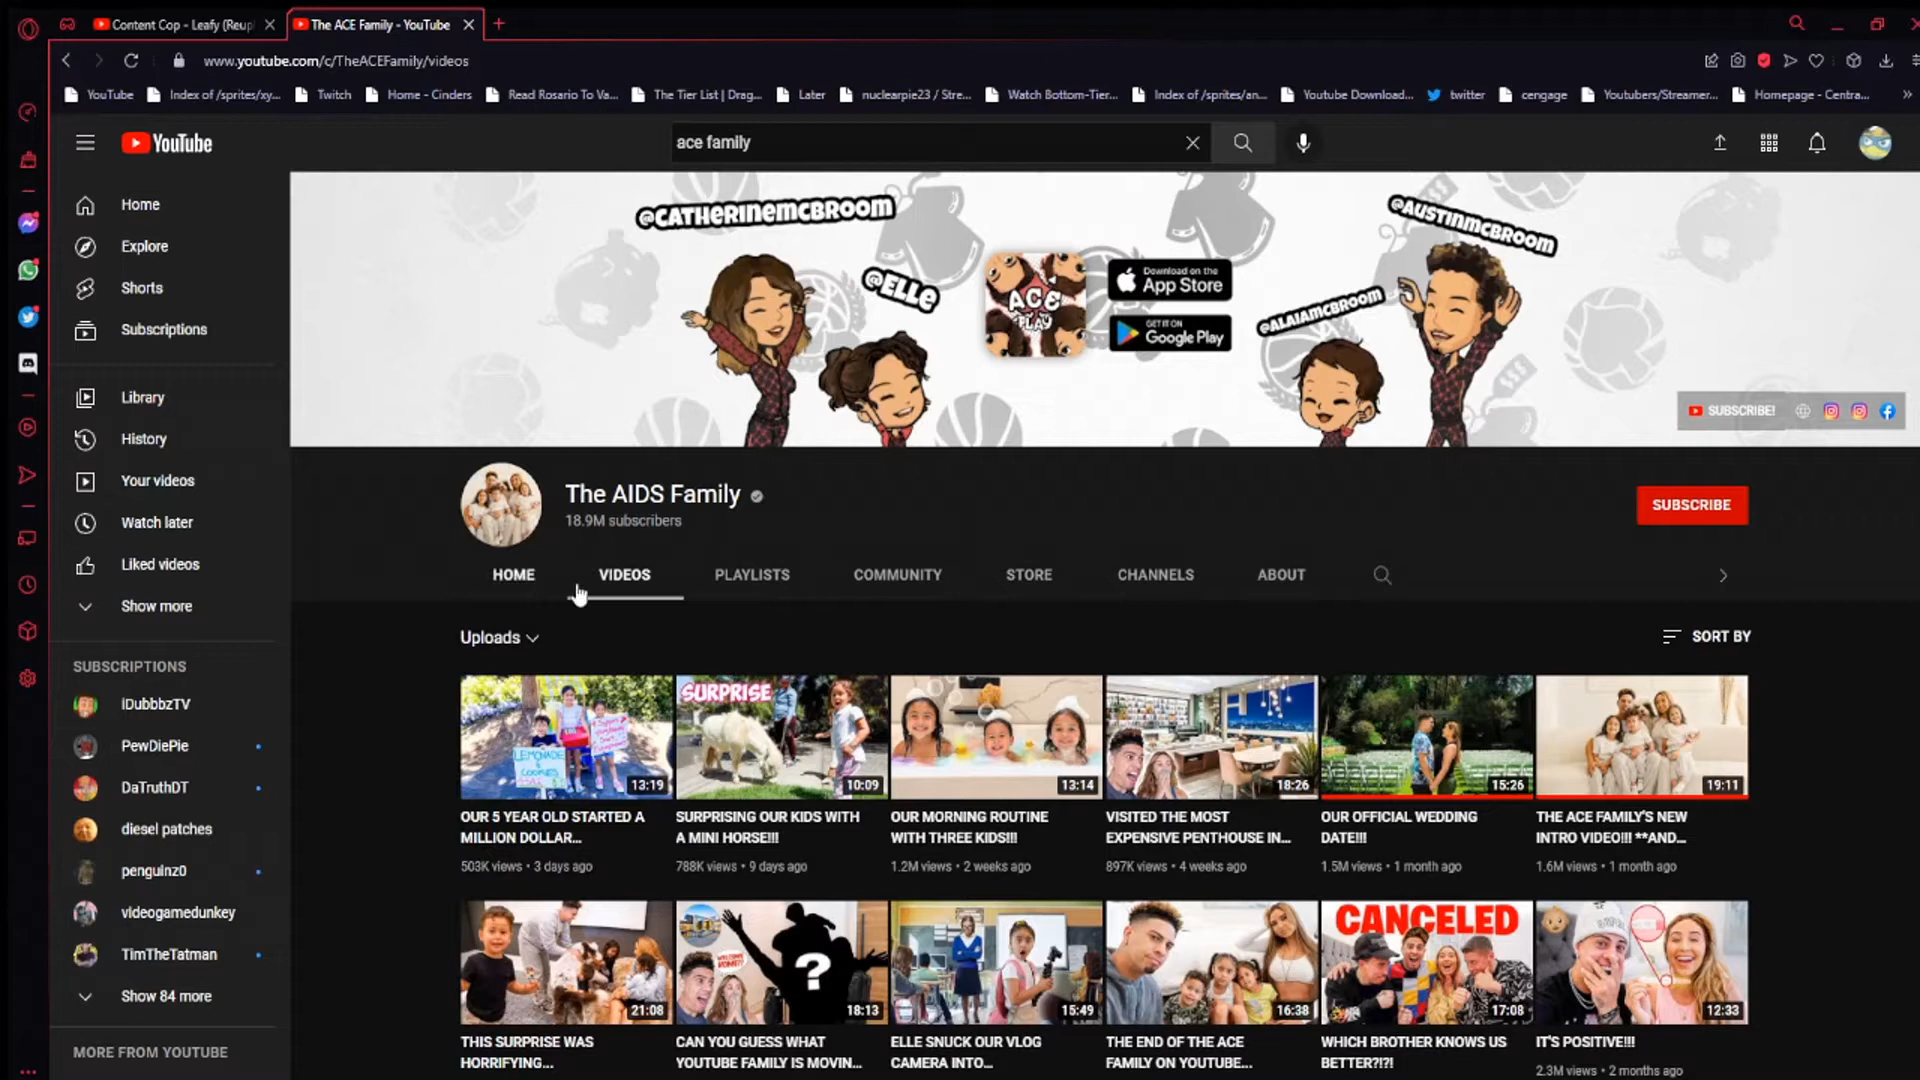 Content Cop - Leafy (Reupl
The ACE Family - YouTube
www.youtube.com/c/TheACEFamily/videos
YouTube
Index of /sprites/xy...
Twitch
Home - Cinders
Read Rosario To Va...
The Tier List | Drag...
Later
nuclearpie23 / Stre...
Watch Bottom-Tier...
Index of /sprites/an...
Youtube Download...
twitter
cengage
Youtubers/Streamer...
Homepage - Centra...
YouTube
ace family
Home
Explore
Shorts
Subscriptions
Library
History
Your videos
Watch later
Liked videos
Show more
SUBSCRIPTIONS
iDubbbzTV
PewDiePie
DaTruthDT
diesel patches
penguinz0
videogamedunkey
TimTheTatman
Show 84 more
MORE FROM YOUTUBE
@CATHERINEMCBROOM
@ELLE
ACE
PLAY
Download on the
App Store
GET IT ON
Google Play
@ALAIAMCBROOM
@AUSTINMCBROOM
SUBSCRIBE!
The AIDS Family
18.9M subscribers
SUBSCRIBE
HOME
VIDEOS
PLAYLISTS
COMMUNITY
STORE
CHANNELS
ABOUT
Uploads
SORT BY
LEMONADE
&
COOKIES
13:19
OUR 5 YEAR OLD STARTED A
MILLION DOLLAR...
503K views • 3 days ago
SURPRISE
10:09
SURPRISING OUR KIDS WITH
A MINI HORSE!!!
788K views • 9 days ago
13:14
OUR MORNING ROUTINE
WITH THREE KIDS!!!
1.2M views • 2 weeks ago
18:26
VISITED THE MOST
EXPENSIVE PENTHOUSE IN...
897K views • 4 weeks ago
15:26
OUR OFFICIAL WEDDING
DATE!!!
1.5M views • 1 month ago
19:11
THE ACE FAMILY'S NEW
INTRO VIDEO!!! **AND...
1.6M views • 1 month ago
21:08
THIS SURPRISE WAS
HORRIFYING...
?
18:13
CAN YOU GUESS WHAT
YOUTUBE FAMILY IS MOVIN...
15:49
ELLE SNUCK OUR VLOG
CAMERA INTO...
16:38
THE END OF THE ACE
FAMILY ON YOUTUBE...
CANCELED
17:08
WHICH BROTHER KNOWS US
BETTER?!?!
12:33
IT'S POSITIVE!!!
2.3M views • 2 months ago